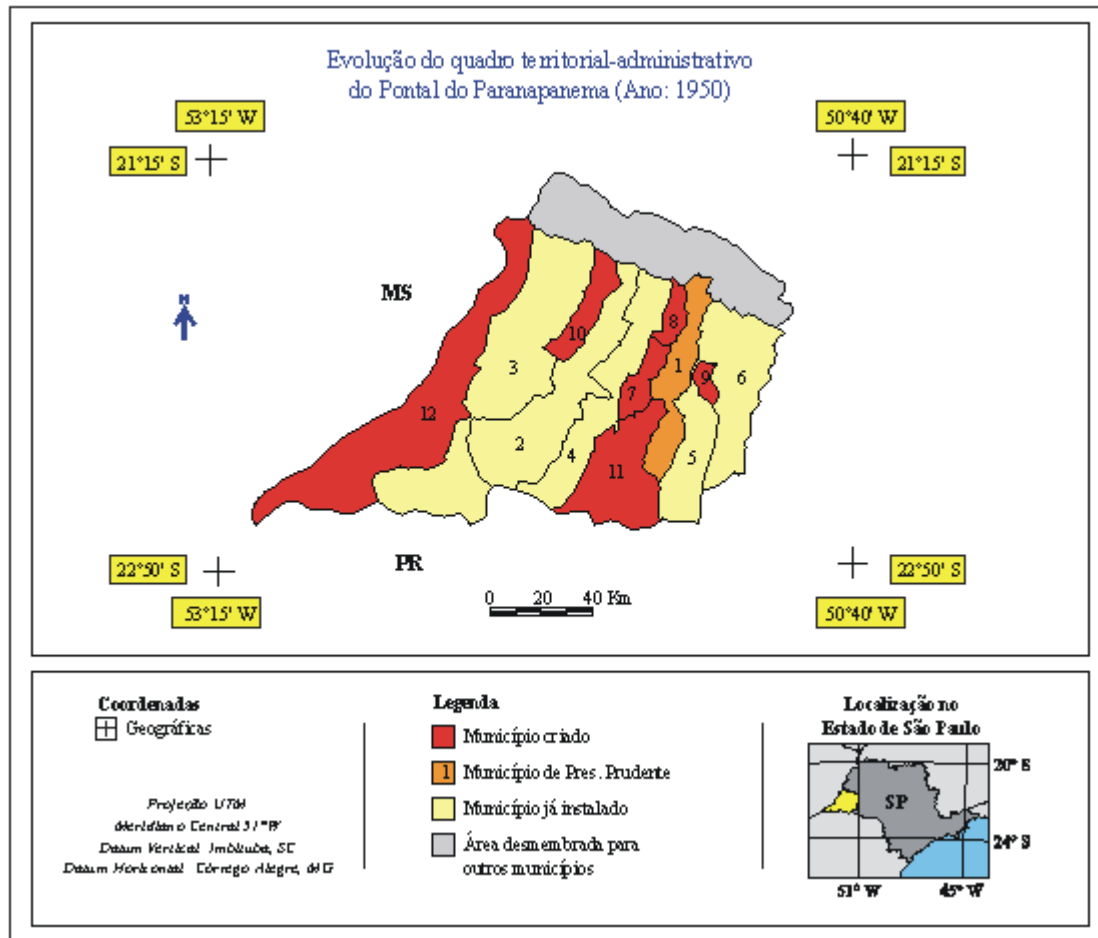 Evolução do quadro territorial-administrativo
do Pontal do Paranapanema (Ano: 1950)
53°15' W
50°40' W
21°15' S
21°15' S
MS
N
8
10
3
1
9
6
7
12
2
4
5
11
PR
22°50' S
22°50' S
53°15' W
50°40' W
0 20 40 Km
Coordenadas
Geográficas
Projeção UTM
Meridiano Central 51°W
Datum Vertical Imbituba, SC
Datum Horizontal Córrego Alegre, MG
Legenda
Município criado
1 Município de Pres. Prudente
Município já instalado
Área desmembrada para
outros municípios
Localização no
Estado de São Paulo
20° S
SP
24° S
51° W
45° W